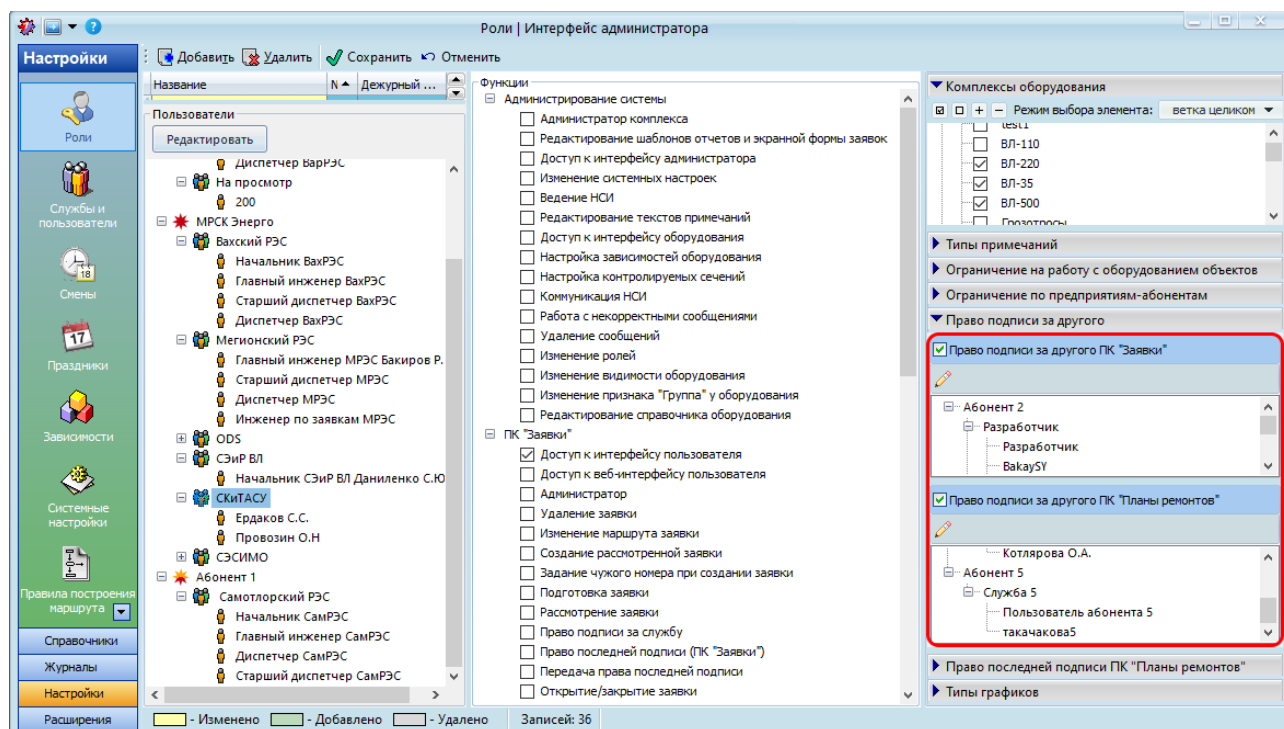 Роли | Интерфейс администратора
Настройки
Добавить Удалить Сохранить Отменить
Роли
Службы и
пользователи
18
Смены
17
Праздники
Зависимости
Системные
настройки
Правила построения
маршрута
Справочники
Журналы
Настройки
Расширения
Название N Дежурный ...
Пользователи
Редактировать
Диспетчер ВарРЭС
На просмотр
200
МРСК Энерго
Вахский РЭС
Начальник ВахРЭС
Главный инженер ВахРЭС
Старший диспетчер ВахРЭС
Диспетчер ВахРЭС
Мегионский РЭС
Главный инженер МРЭС Бакиров Р.
Старший диспетчер МРЭС
Диспетчер МРЭС
Инженер по заявкам МРЭС
ODS
СЭиР ВЛ
Начальник СЭиР ВЛ Даниленко С.Ю
СКиТАСУ
Ердаков С.С.
Провозин О.Н
СЭСИМО
Абонент 1
Самотлорский РЭС
Начальник СамРЭС
Главный инженер СамРЭС
Диспетчер СамРЭС
Старший диспетчер СамРЭС
Функции
Администрирование системы
Администратор комплекса
Редактирование шаблонов отчетов и экранной формы заявок
Доступ к интерфейсу администратора
Изменение системных настроек
Ведение НСИ
Редактирование текстов примечаний
Доступ к интерфейсу оборудования
Настройка зависимостей оборудования
Настройка контролируемых сечений
Коммуникация НСИ
Работа с некорректными сообщениями
Удаление сообщений
Изменение ролей
Изменение видимости оборудования
Изменение признака "Группа" у оборудования
Редактирование справочника оборудования
ПК "Заявки"
Доступ к интерфейсу пользователя
Доступ к веб-интерфейсу пользователя
Администратор
Удаление заявки
Изменение маршрута заявки
Создание рассмотренной заявки
Задание чужого номера при создании заявки
Подготовка заявки
Рассмотрение заявки
Право подписи за службу
Право последней подписи (ПК "Заявки")
Передача права последней подписи
Открытие/закрытие заявки
Комплексы оборудования
Режим выбора элемента: ветка целиком
test1
ВЛ-110
ВЛ-220
ВЛ-35
ВЛ-500
Грозотросы
Типы примечаний
Ограничение на работу с оборудованием объектов
Ограничение по предприятиям-абонентам
Право подписи за другого
Право подписи за другого ПК "Заявки"
Абонент 2
Разработчик
Разработчик
BakaySY
Право подписи за другого ПК "Планы ремонтов"
Котлярова О.А.
Абонент 5
Служба 5
Пользователь абонента 5
такачакова5
Право последней подписи ПК "Планы ремонтов"
Типы графиков
- Изменено - Добавлено - Удалено Записей: 36